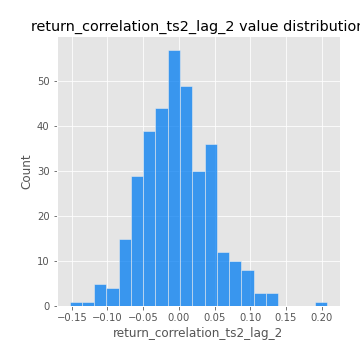 return_correlation_ts2_lag_2 value distribution
Count
50
40
30
20
10
0
−0.15 −0.10 −0.05 0.00 0.05 0.10 0.15 0.20
return_correlation_ts2_lag_2